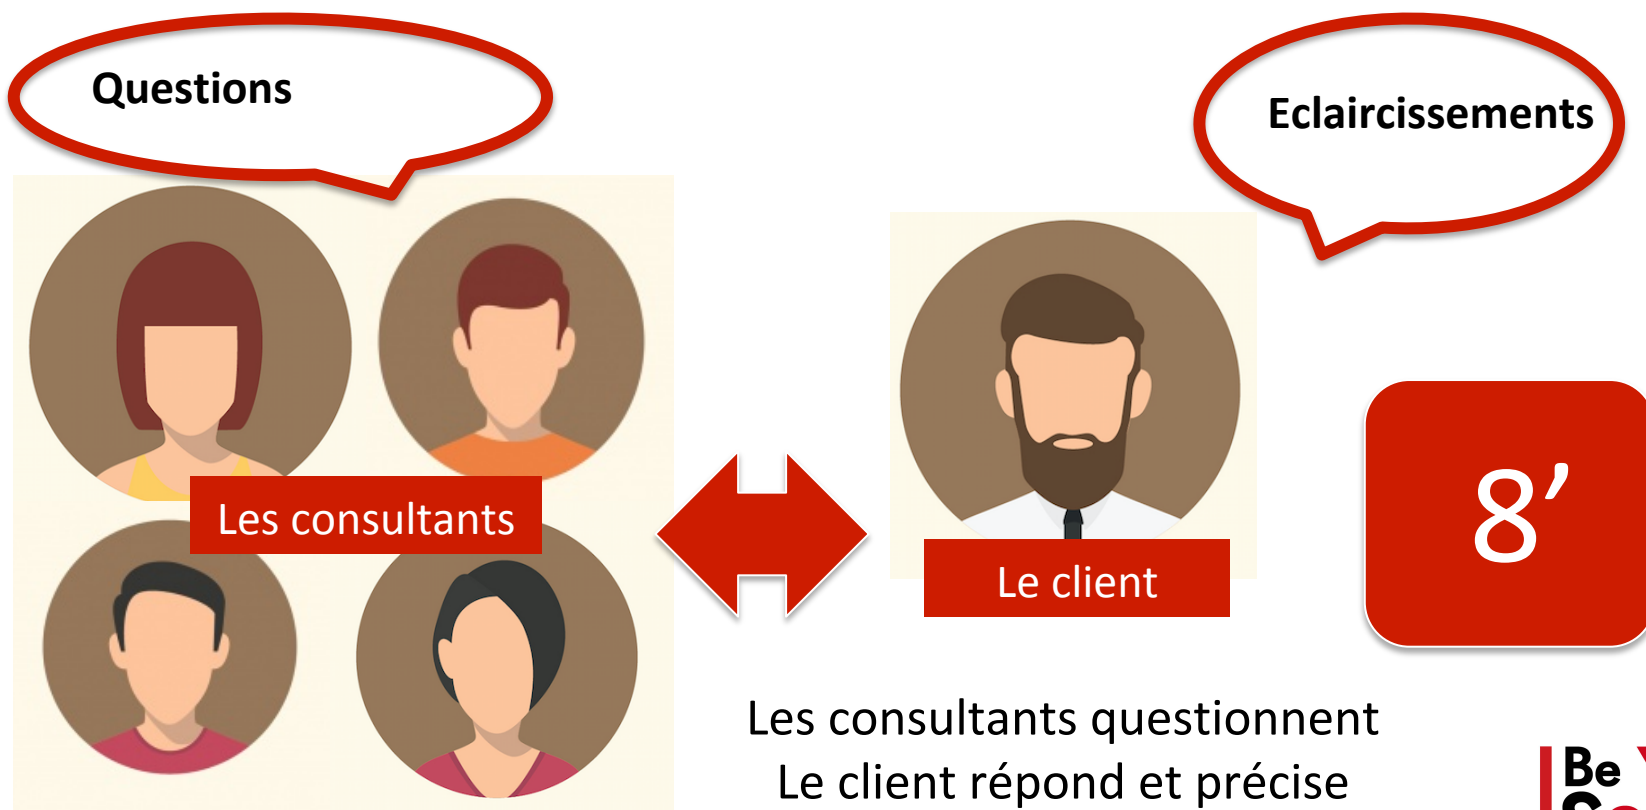 Questions
Eclaircissements
Les consultants
Le client
8’
Les consultants questionnent
Le client répond et précise
Be